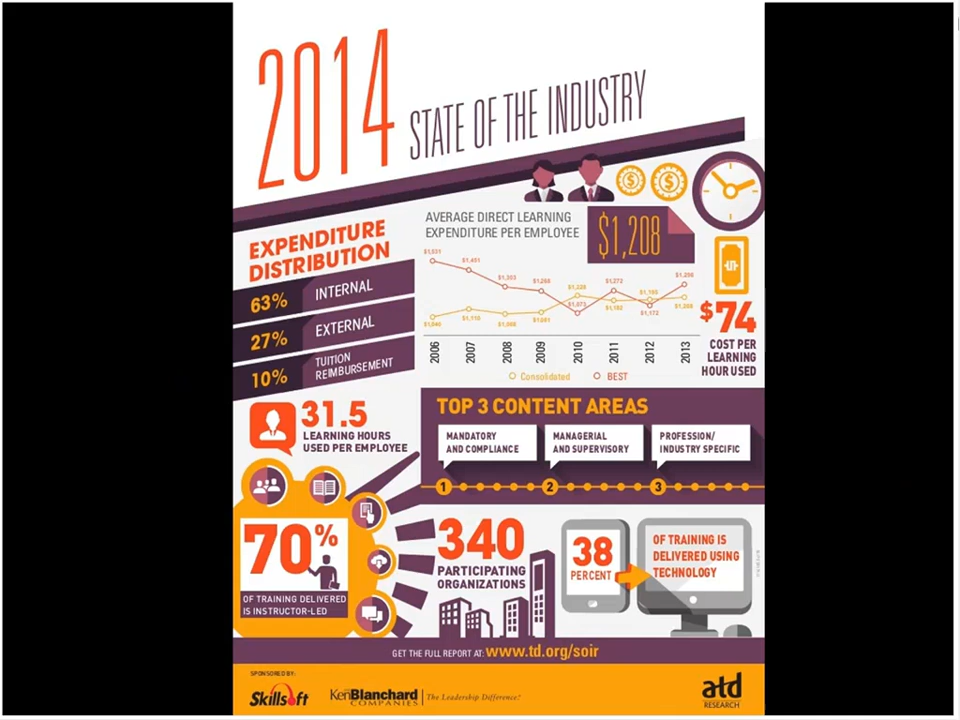 2014 STATE OF THE INDUSTRY
EXPENDITURE
DISTRIBUTION
63% INTERNAL
27% EXTERNAL
10% TUITION
REIMBURSEMENT
AVERAGE DIRECT LEARNING
EXPENDITURE PER EMPLOYEE
$1,208
$1,272
2006 2007 2008 2009 2010 2011 2012 2013
Consolidated BEST
$74
COST PER
LEARNING
HOUR USED
31.5
LEARNING HOURS
USED PER EMPLOYEE
TOP 3 CONTENT AREAS
MANDATORY
AND COMPLIANCE
MANAGERIAL
AND SUPERVISORY
PROFESSION/
INDUSTRY SPECIFIC
1 2 3
70%
OF TRAINING DELIVERED
IS INSTRUCTOR-LED
340
PARTICIPATING
ORGANIZATIONS
38
PERCENT
OF TRAINING IS
DELIVERED USING
TECHNOLOGY
GET THE FULL REPORT AT: www.td.org/soir
SPONSORED BY:
Skillsoft
Ken Blanchard
COMPANIES
The Leadership Difference
atd
RESEARCH